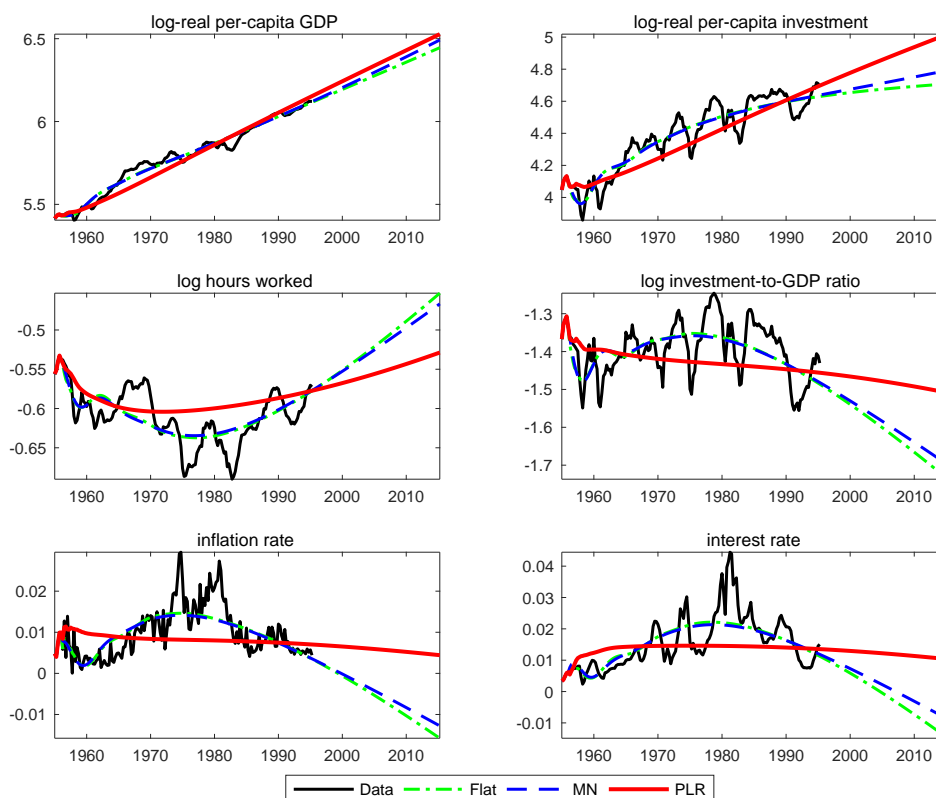 log-real per-capita GDP
6.5
6
5.5
1960 1970 1980 1990 2000 2010
log-real per-capita investment
5
4.8
4.6
4.4
4.2
4
1960 1970 1980 1990 2000 2010
log hours worked
-0.5
-0.55
-0.6
-0.65
1960 1970 1980 1990 2000 2010
log investment-to-GDP ratio
-1.3
-1.4
-1.5
-1.6
-1.7
1960 1970 1980 1990 2000 2010
inflation rate
0.02
0.01
0
-0.01
1960 1970 1980 1990 2000 2010
interest rate
0.04
0.03
0.02
0.01
0
-0.01
1960 1970 1980 1990 2000 2010
Data Flat MN PLR